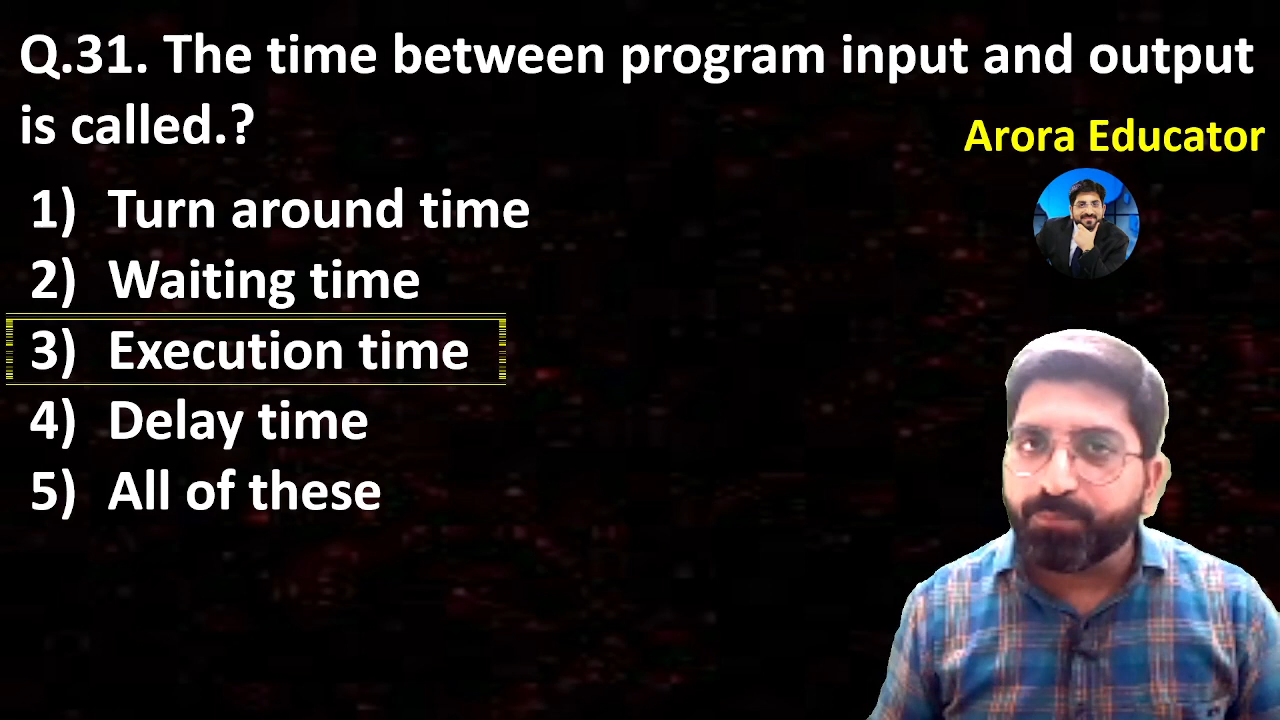 Q.31. The time between program input and output
is called.?
Arora Educator
1) Turn around time
2) Waiting time
3) Execution time
4) Delay time
5) All of these